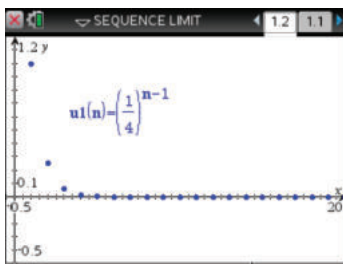 SEQUENCE LIMIT
1.2 1.1
1.2 y
u1(n)=(1/4)^n-1
0.1
x
-0.5
20
-0.5